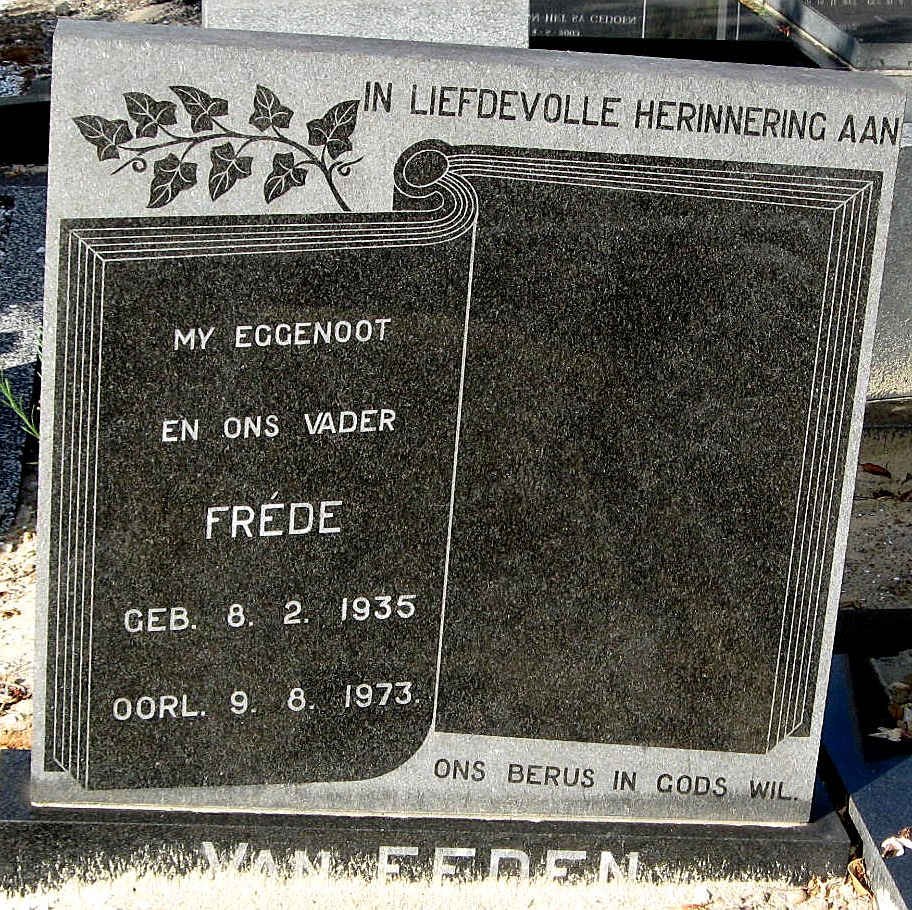 IN LIEFDEVOLLE HERINNERING AAN
MY EGGENOOT
EN ONS VADER
FRÉDE
GEB. 8. 2. 1935
OORL. 9. 8. 1973.
ONS BERUS IN GODS WIL.
VAN EEDEN